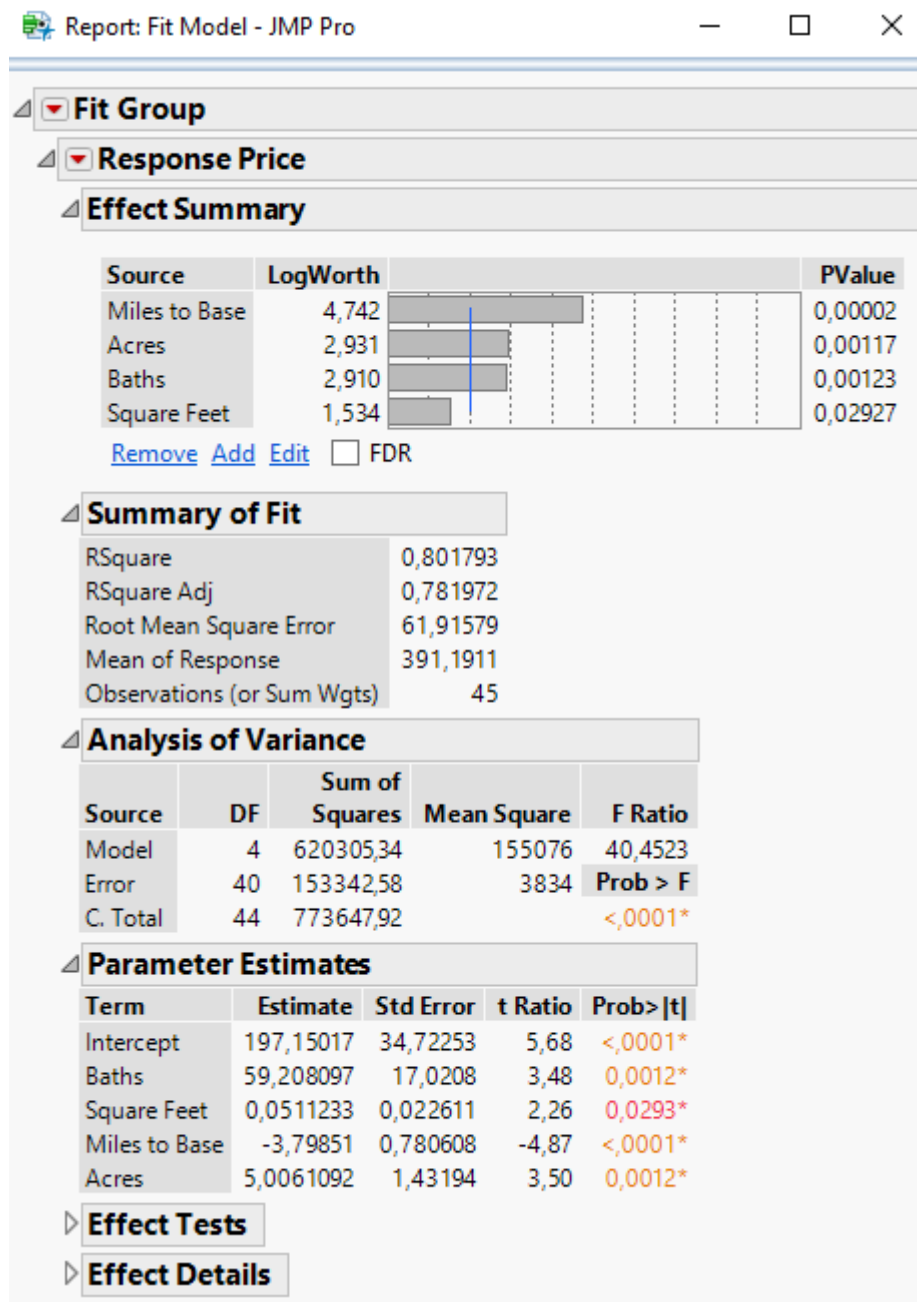 Report: Fit Model - JMP Pro
Fit Group
Response Price
Effect Summary
Source LogWorth PValue
Miles to Base 4,742 0,00002
Acres 2,931 0,00117
Baths 2,910 0,00123
Square Feet 1,534 0,02927
Remove Add Edit FDR
Summary of Fit
RSquare 0,801793
RSquare Adj 0,781972
Root Mean Square Error 61,91579
Mean of Response 391,1911
Observations (or Sum Wgts) 45
Analysis of Variance
Sum of
Source DF Squares Mean Square F Ratio
Model 4 620305,34 155076 40,4523
Error 40 153342,58 3834 Prob > F
C. Total 44 773647,92 <,0001*
Parameter Estimates
Term Estimate Std Error t Ratio Prob>|t|
Intercept 197,15017 34,72253 5,68 <,0001*
Baths 59,208097 17,0208 3,48 0,0012*
Square Feet 0,0511233 0,022611 2,26 0,0293*
Miles to Base -3,79851 0,780608 -4,87 <,0001*
Acres 5,0061092 1,43194 3,50 0,0012*
Effect Tests
Effect Details